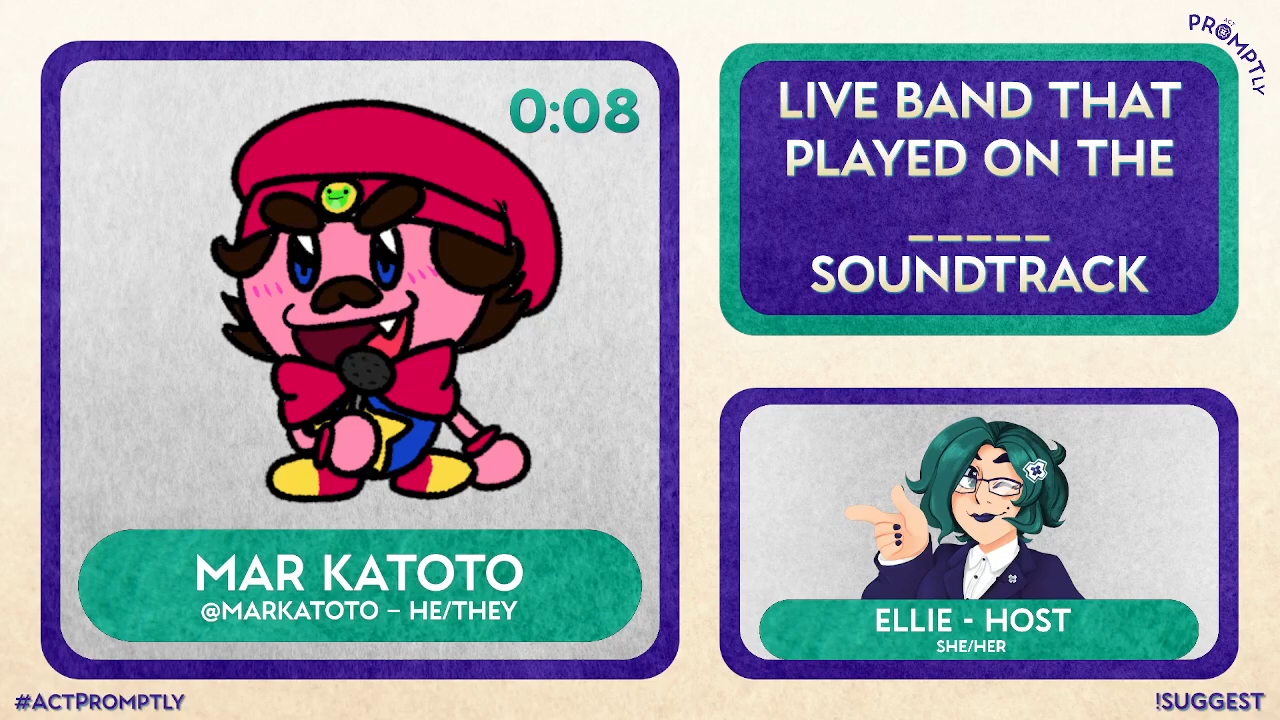 ACT
PROMPTLY
0:08
LIVE BAND THAT
PLAYED ON THE
_____
SOUNDTRACK
MAR KATOTO
@MARKATOTO – HE/THEY
ELLIE - HOST
SHE/HER
#ACTPROMPTLY
!SUGGEST